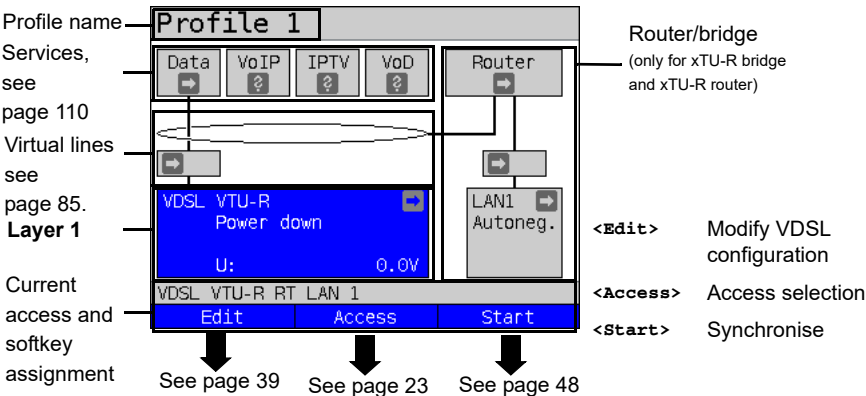 Profile name
Services,
see
page 110
Virtual lines
see
page 85.
Layer 1
Current
access and
softkey
assignment
Profile 1
Data
VoIP
IPTV
VoD
Router
VDSL VTU-R
Power down
U: 0.0V
LAN1
Autoneg.
VDSL VTU-R RT LAN 1
Edit
Access
Start
See page 39
See page 23
See page 48
Router/bridge
(only for xTU-R bridge
and xTU-R router)
<Edit> Modify VDSL
configuration
<Access> Access selection
<Start> Synchronise